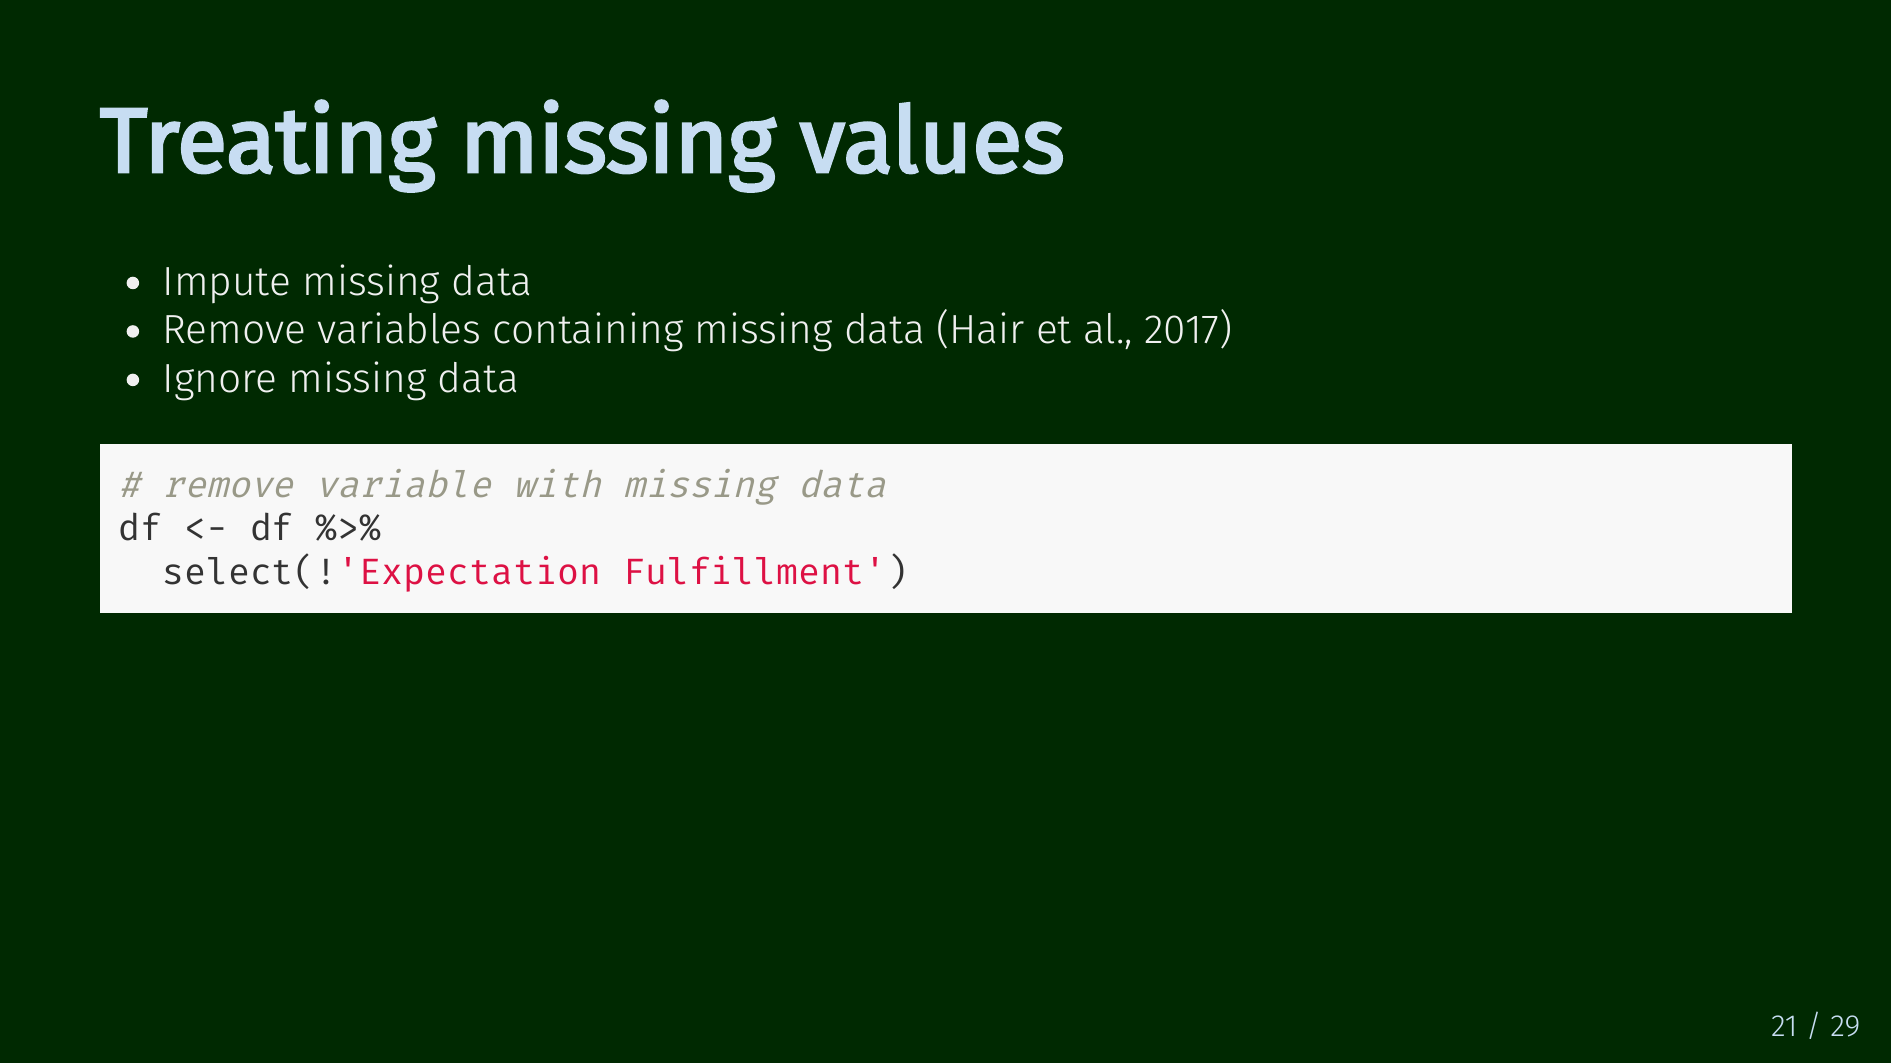 Treating missing values
• Impute missing data
• Remove variables containing missing data (Hair et al., 2017)
• Ignore missing data
# remove variable with missing data
df <- df %>%
  select(!'Expectation Fulfillment')
21 / 29